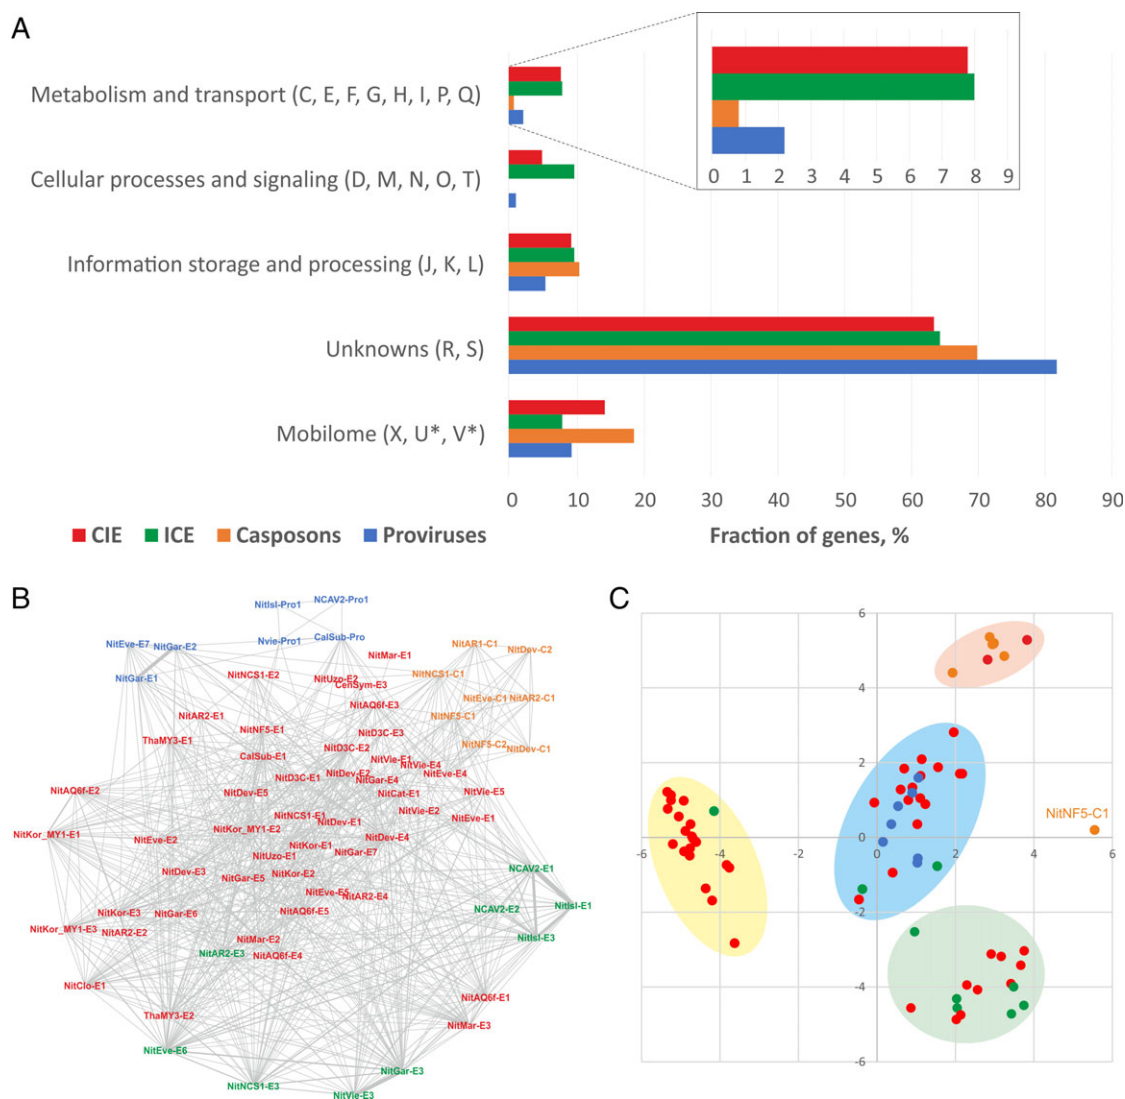 A
Metabolism and transport (C, E, F, G, H, I, P, Q)
0 1 2 3 4 5 6 7 8 9
Cellular processes and signaling (D, M, N, O, T)
Information storage and processing (J, K, L)
Unknowns (R, S)
Mobilome (X, U*, V*)
0 10 20 30 40 50 60 70 80 90
CIE ICE Casposons Proviruses Fraction of genes, %
B
NitIsI-Pro1 NCAV2-Pro1
NitEve-E7 NitGar-E2 Nvie-Pro1 CalSub-Pro NitAR1-C1 NitDev-C2
NitMar-E1
NitGar-E1 NitNCS1-E2 NitUzo-E2 NitNCS1-C1
CenSym-E3
NitAQ6f-E3 NitEve-C1 NitAR2-C1
NitAR2-E1 NitNF5-C1
NitNF5-E1 NitD3C-E3
ThaMY3-E1 NitD3C-E2 NitNF5-C2 NitDev-C1
CalSub-E1 NitVie-E1 NitVie-E4
NitD3C-E1 NitDev-E2 NitGar-E4 NitEve-E4
NitAQ6f-E2 NitDev-E5 NitCat-E1 NitVie-E5
NitNCS1-E1 NitDev-E1 NitVie-E2 NitEve-E1
NitKor_MY1-E1 NitEve-E2 NitKor_MY1-E2 NitDev-E4
NitKor-E1
NitUzo-E1 NitGar-E7
NitDev-E3 NitGar-E5 NitKor-E2 NCAV2-E1
NitEve-E5 NitAR2-E4
NitKor-E3 NitGar-E6 NitAQ6f-E5 NCAV2-E2 NitIsI-E1
NitKor_MY1-E3 NitAR2-E2 NitMar-E2 NitIsI-E3
NitAR2-E3 NitAQ6f-E4
NitClo-E1 NitAQ6f-E1
ThaMY3-E2 NitMar-E3
NitEve-E6
NitGar-E3
NitNCS1-E3 NitVie-E3
C
6
4
2
NitNF5-C1
-6 -4 -2 0 0 2 4 6
-2
-4
-6